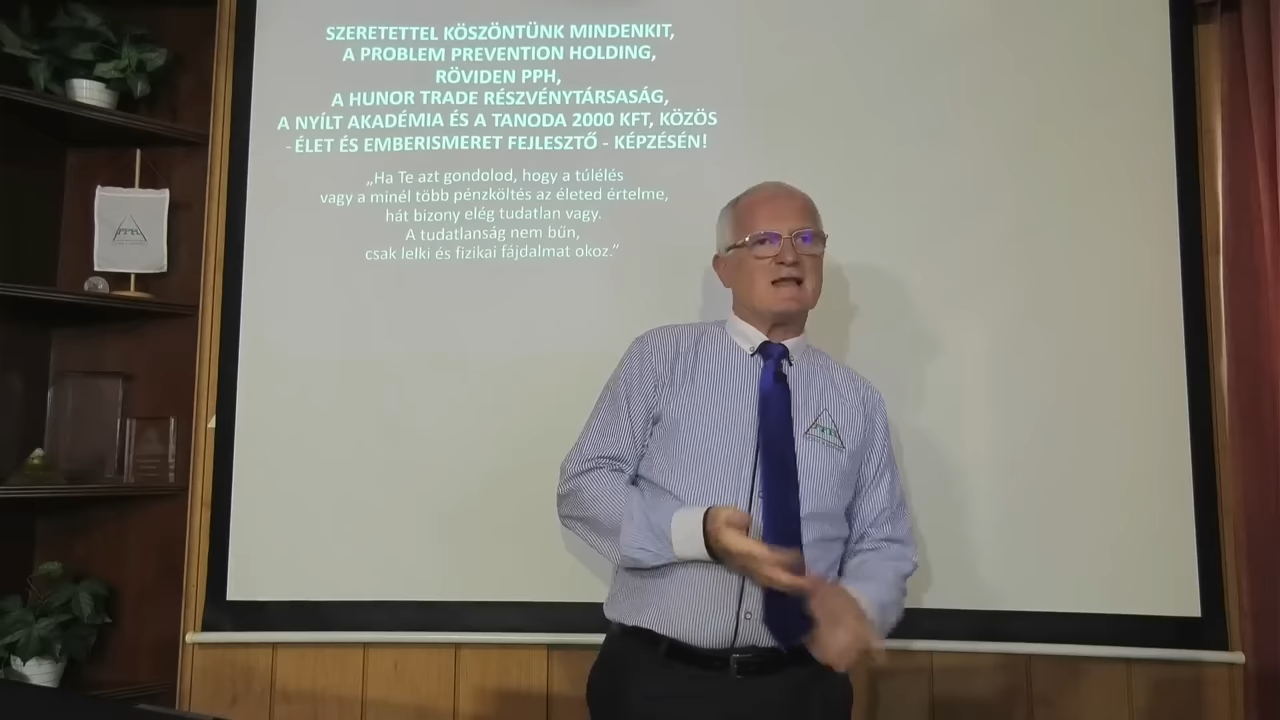 SZERETETTEL KÖSZÖNTÜNK MINDENKIT,
A PROBLEM PREVENTION HOLDING,
RÖVIDEN PPH,
A HUNOR TRADE RÉSZVÉNYTÁRSASÁG,
A NYÍLT AKADÉMIA ÉS A TANODA 2000 KFT, KÖZÖS
- ÉLET ÉS EMBERISMERET FEJLESZTŐ - KÉPZÉSÉN!
„Ha Te azt gondolod, hogy a túlélés
vagy a minél több pénzköltés az életed értelme,
hát bizony elég tudatlan vagy.
A tudatlanság nem bűn,
csak lelki és fizikai fájdalmat okoz.”
PPH